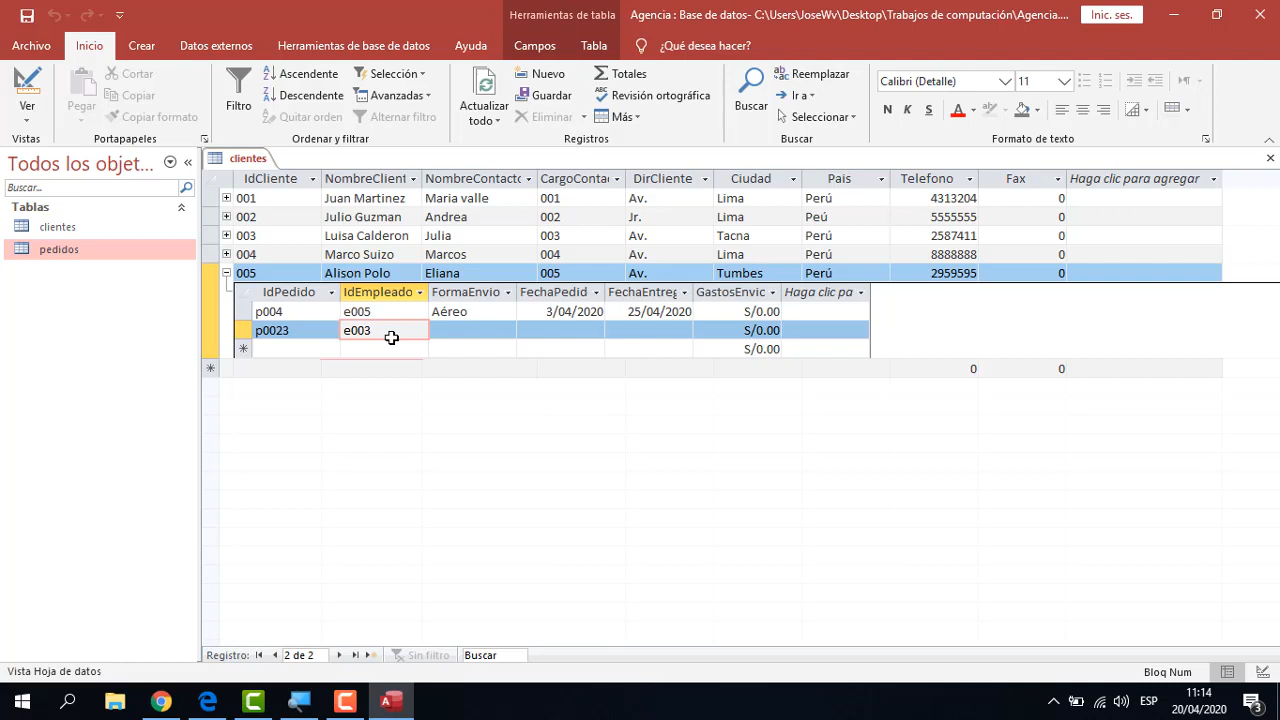 Herramientas de tabla
Agencia : Base de datos- C:\Users\JoseWv\Desktop\Trabajos de computación\Agencia....
Inic. ses.
Archivo Inicio Crear Datos externos Herramientas de base de datos Ayuda Campos Tabla ¿Qué desea hacer?
Ver
Vistas
Pegar
Cortar
Copiar
Copiar formato
Portapapeles
Filtro
Ascendente
Descendente
Quitar orden
Selección
Avanzadas
Alternar filtro
Ordenar y filtrar
Actualizar
todo
Nuevo
Guardar
Eliminar
Totales
Revisión ortográfica
Más
Registros
Buscar
Reemplazar
Ir a
Seleccionar
Buscar
Calibri (Detalle) 11
N K S A
Formato de texto
Todos los objet...
Buscar...
Tablas
clientes
pedidos
clientes
IdCliente NombreClient NombreContacto CargoConta DirCliente Ciudad Pais Telefono Fax Haga clic para agregar
001 Juan Martinez Maria valle 001 Av. Lima Perú 4313204 0
002 Julio Guzman Andrea 002 Jr. Lima Peú 5555555 0
003 Luisa Calderon Julia 003 Av. Tacna Perú 2587411 0
004 Marco Suizo Marcos 004 Av. Lima Perú 8888888 0
005 Alison Polo Eliana 005 Av. Tumbes Perú 2959595 0
IdPedido IdEmpleado FormaEnvio FechaPedid FechaEntreg GastosEnvic Haga clic pa
p004 e005 Aéreo 3/04/2020 25/04/2020 S/0.00
p0023 e003 S/0.00
S/0.00
0 0
Registro: 2 de 2 Sin filtro Buscar
Vista Hoja de datos
Bloq Num
ESP
11:14
20/04/2020
3